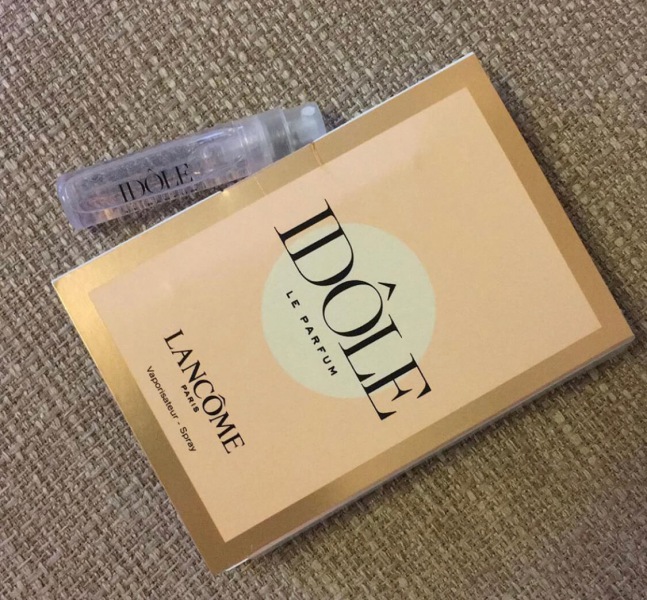 IDÔLE
IDÔLE
LE PARFUM
LANCÔME
PARIS
Vaporisateur - Spray